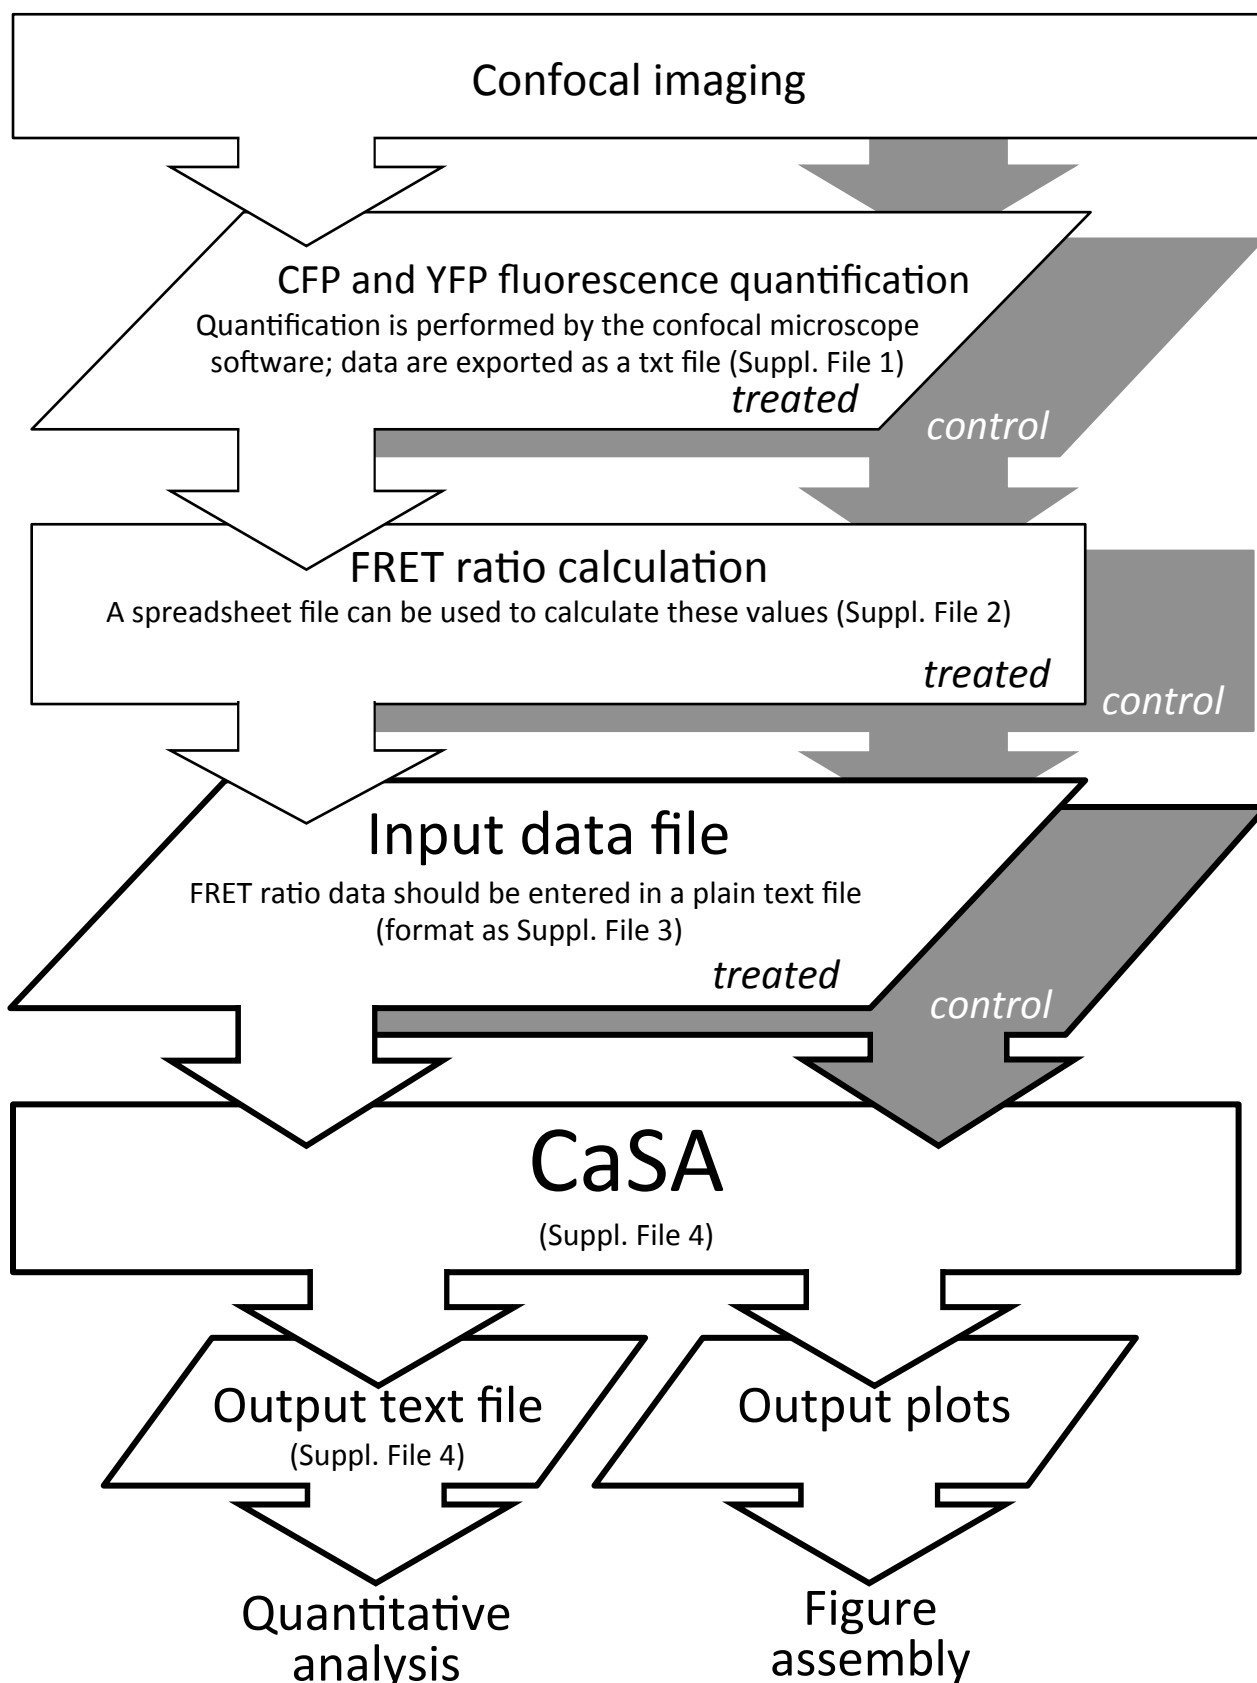 Confocal imaging
CFP and YFP fluorescence quantification
Quantification is performed by the confocal microscope
software; data are exported as a txt file (Suppl. File 1)
treated
control
FRET ratio calculation
A spreadsheet file can be used to calculate these values (Suppl. File 2)
treated
control
Input data file
FRET ratio data should be entered in a plain text file
(format as Suppl. File 3)
treated
control
CaSA
(Suppl. File 4)
Output text file
(Suppl. File 4)
Output plots
Quantitative
analysis
Figure
assembly